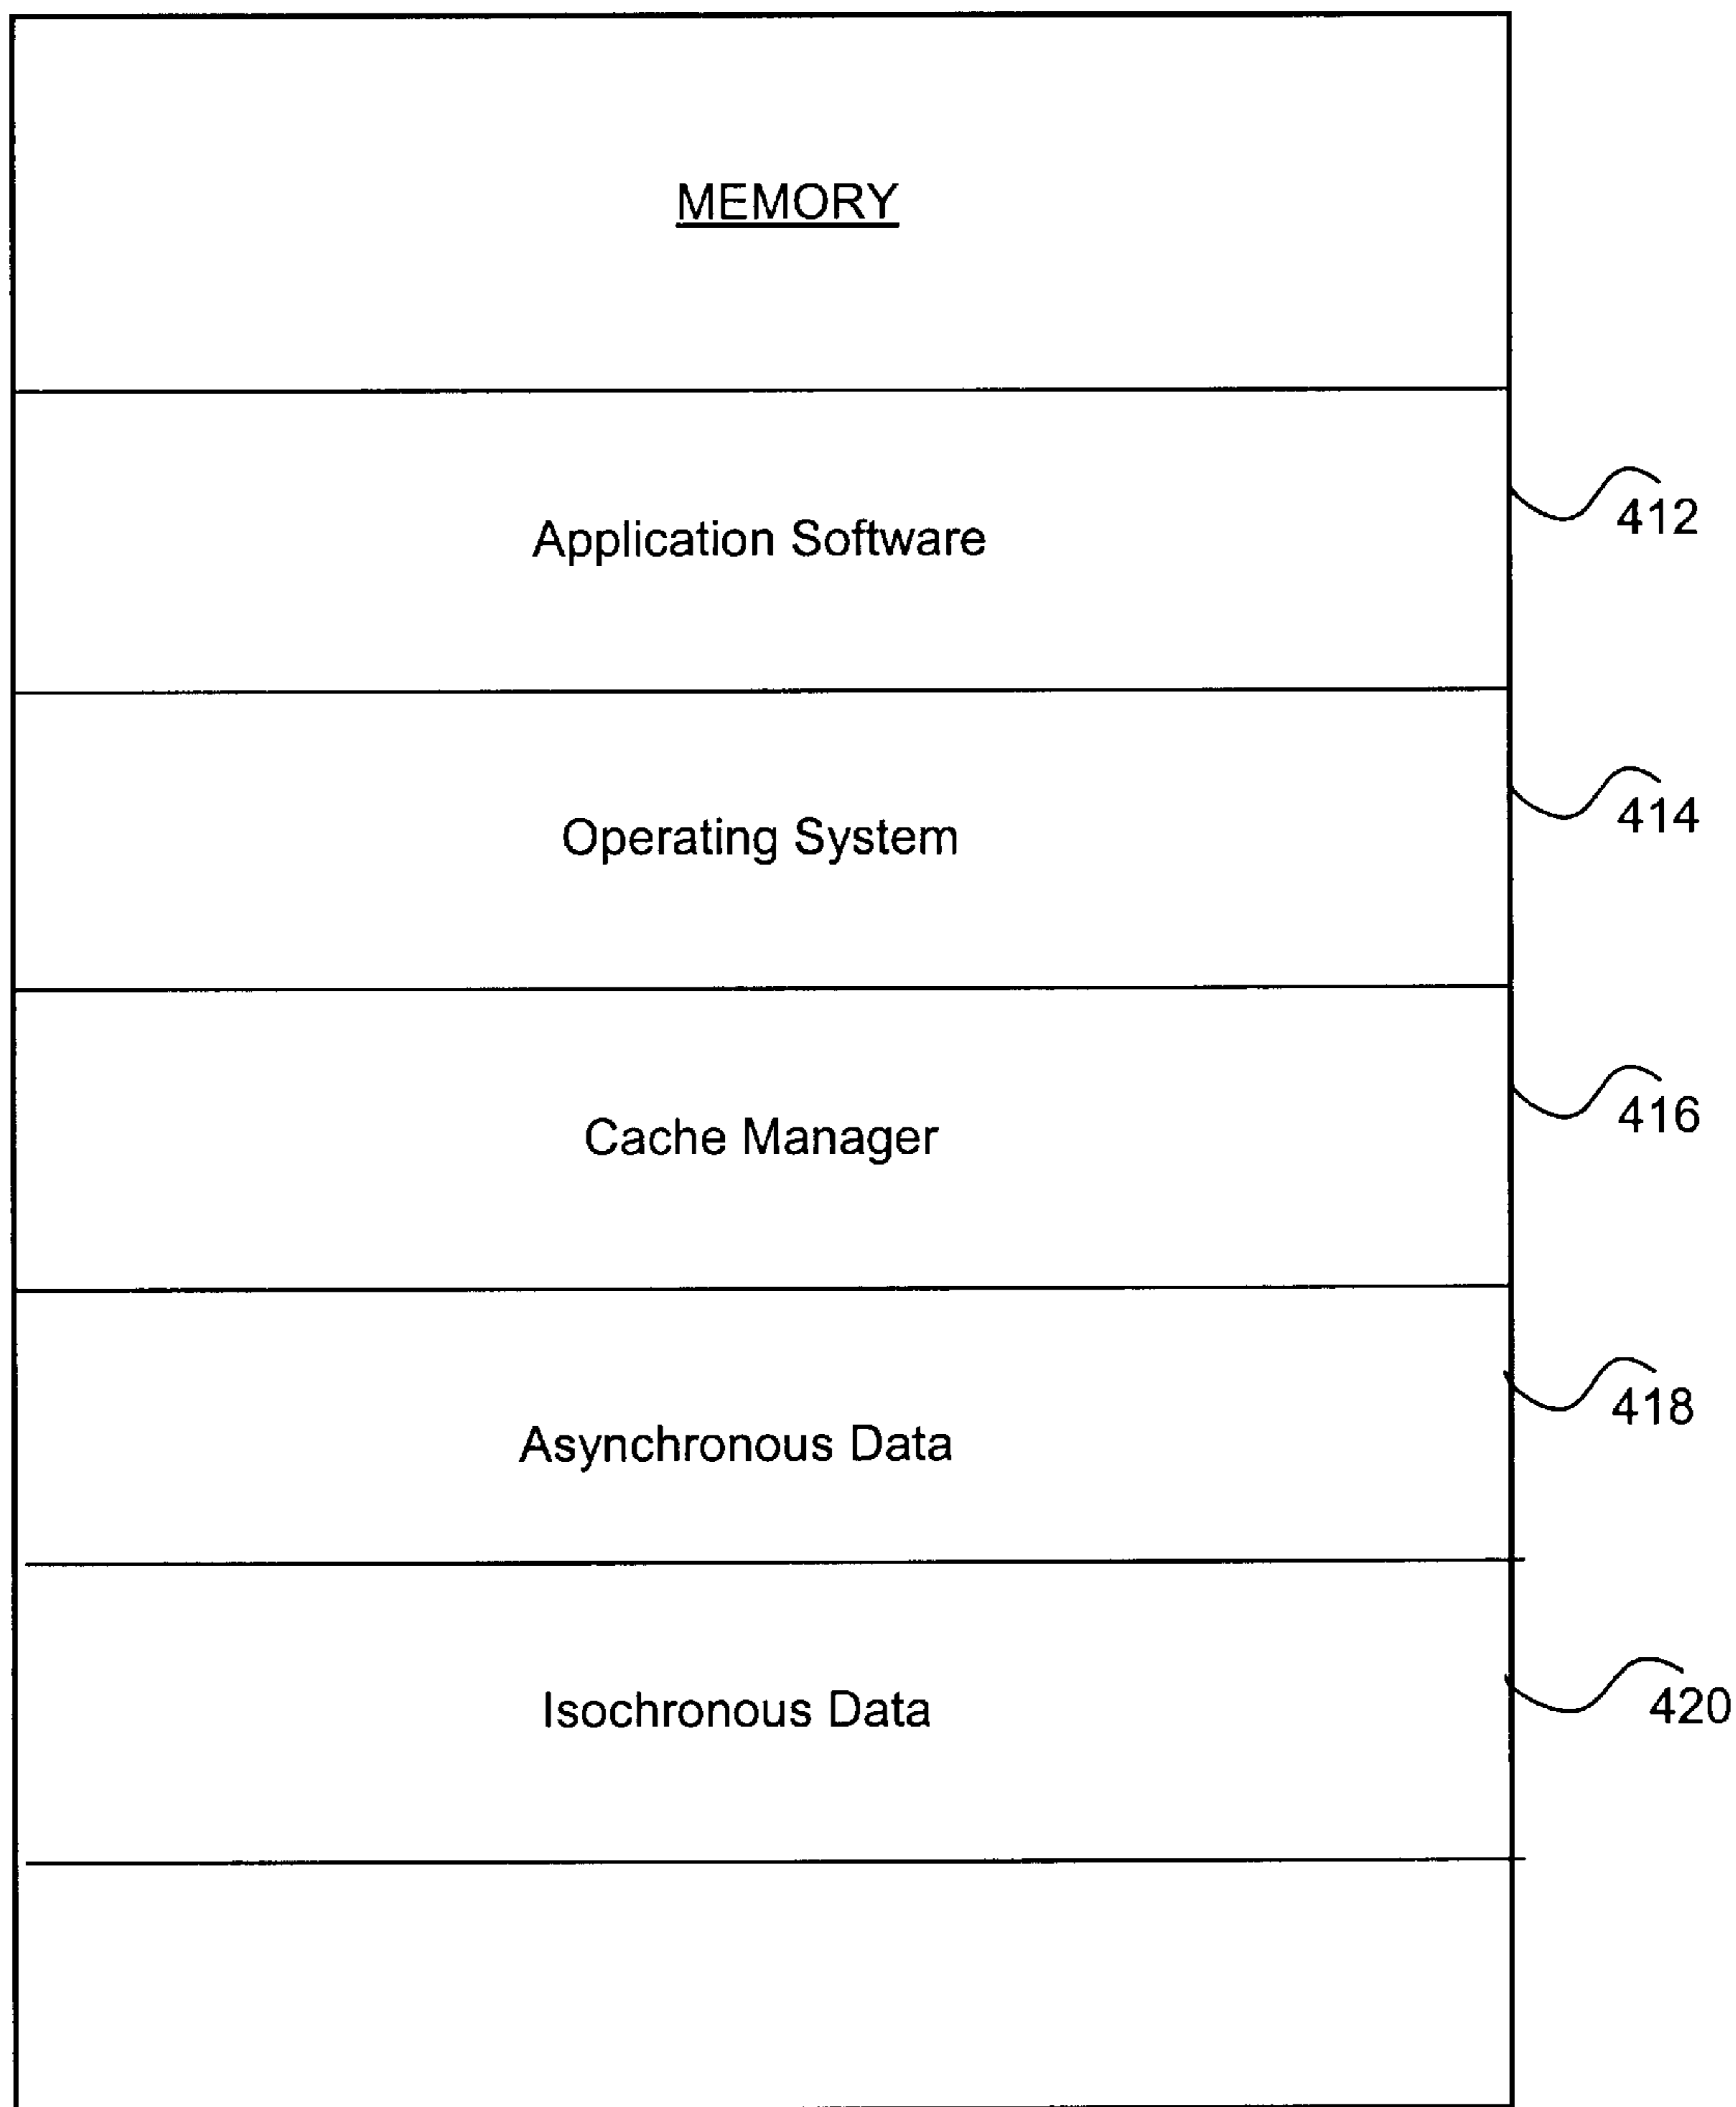 MEMORY
Application Software
412
Operating System
414
Cache Manager
416
Asynchronous Data
418
Isochronous Data
420